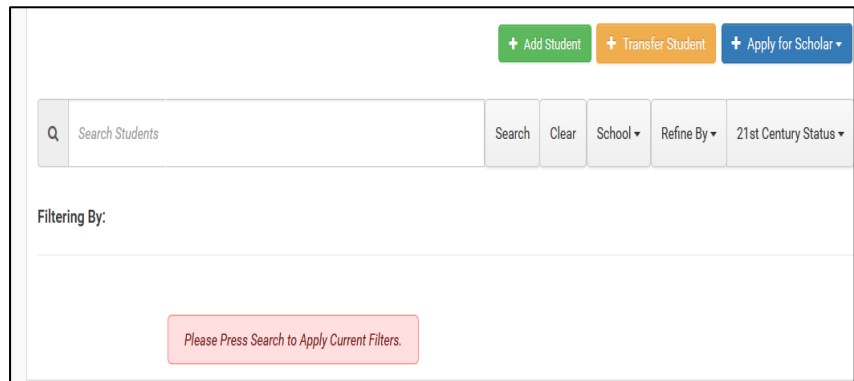 + Add Student + Transfer Student + Apply for Scholar
Search Students Search Clear School Refine By 21st Century Status
Filtering By:
Please Press Search to Apply Current Filters.